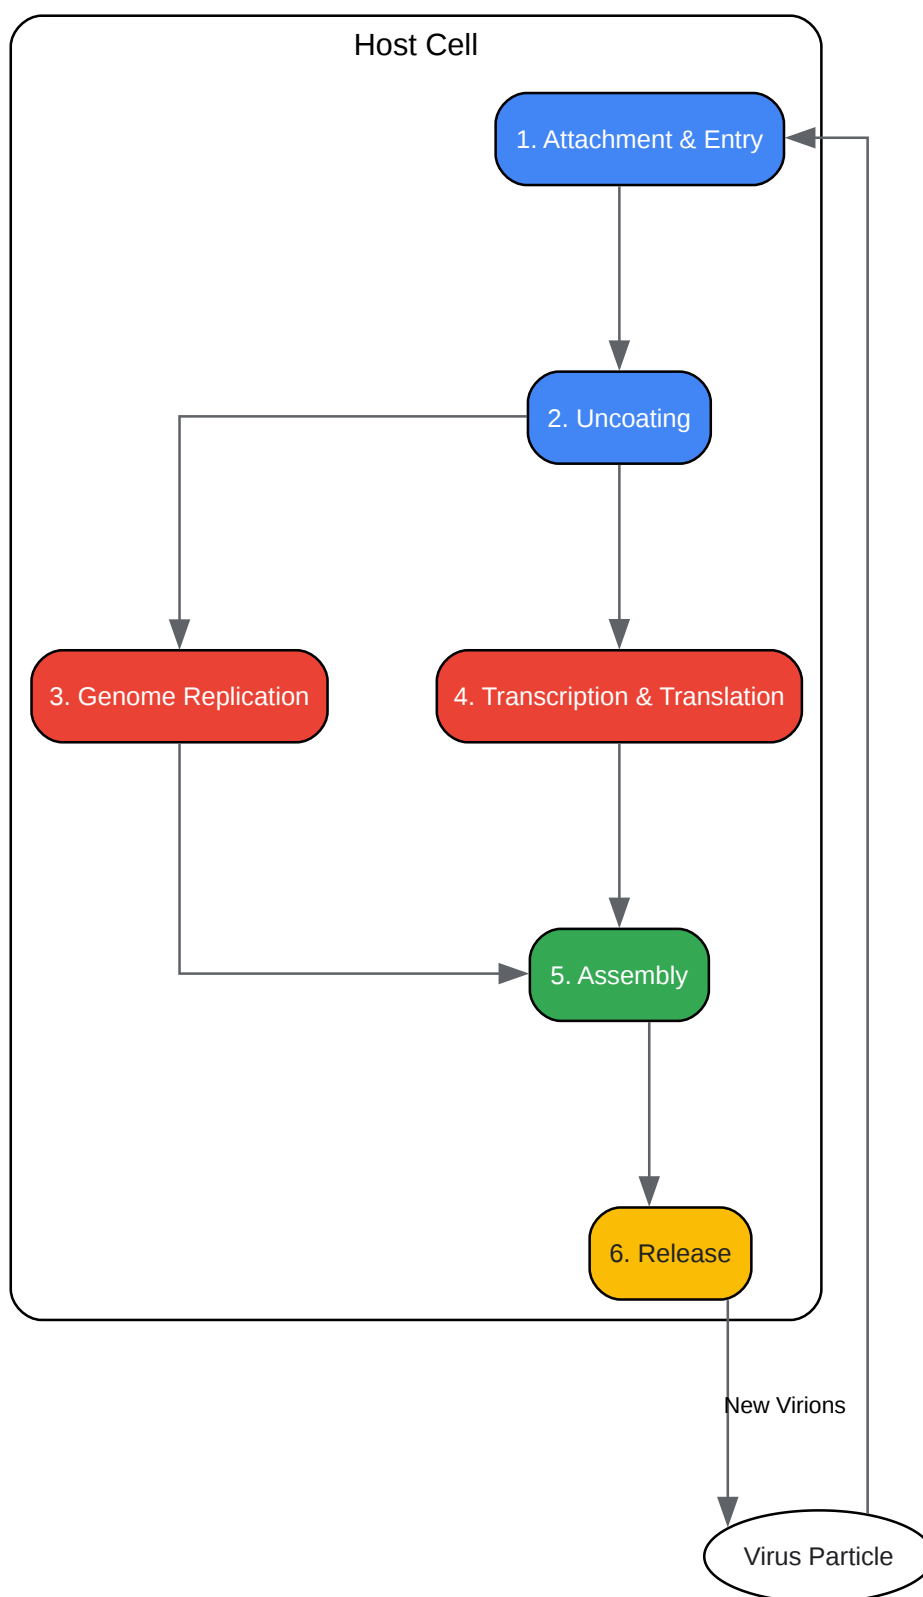 Host Cell
1. Attachment & Entry
2. Uncoating
3. Genome Replication
4. Transcription & Translation
5. Assembly
6. Release
New Virions
Virus Particle